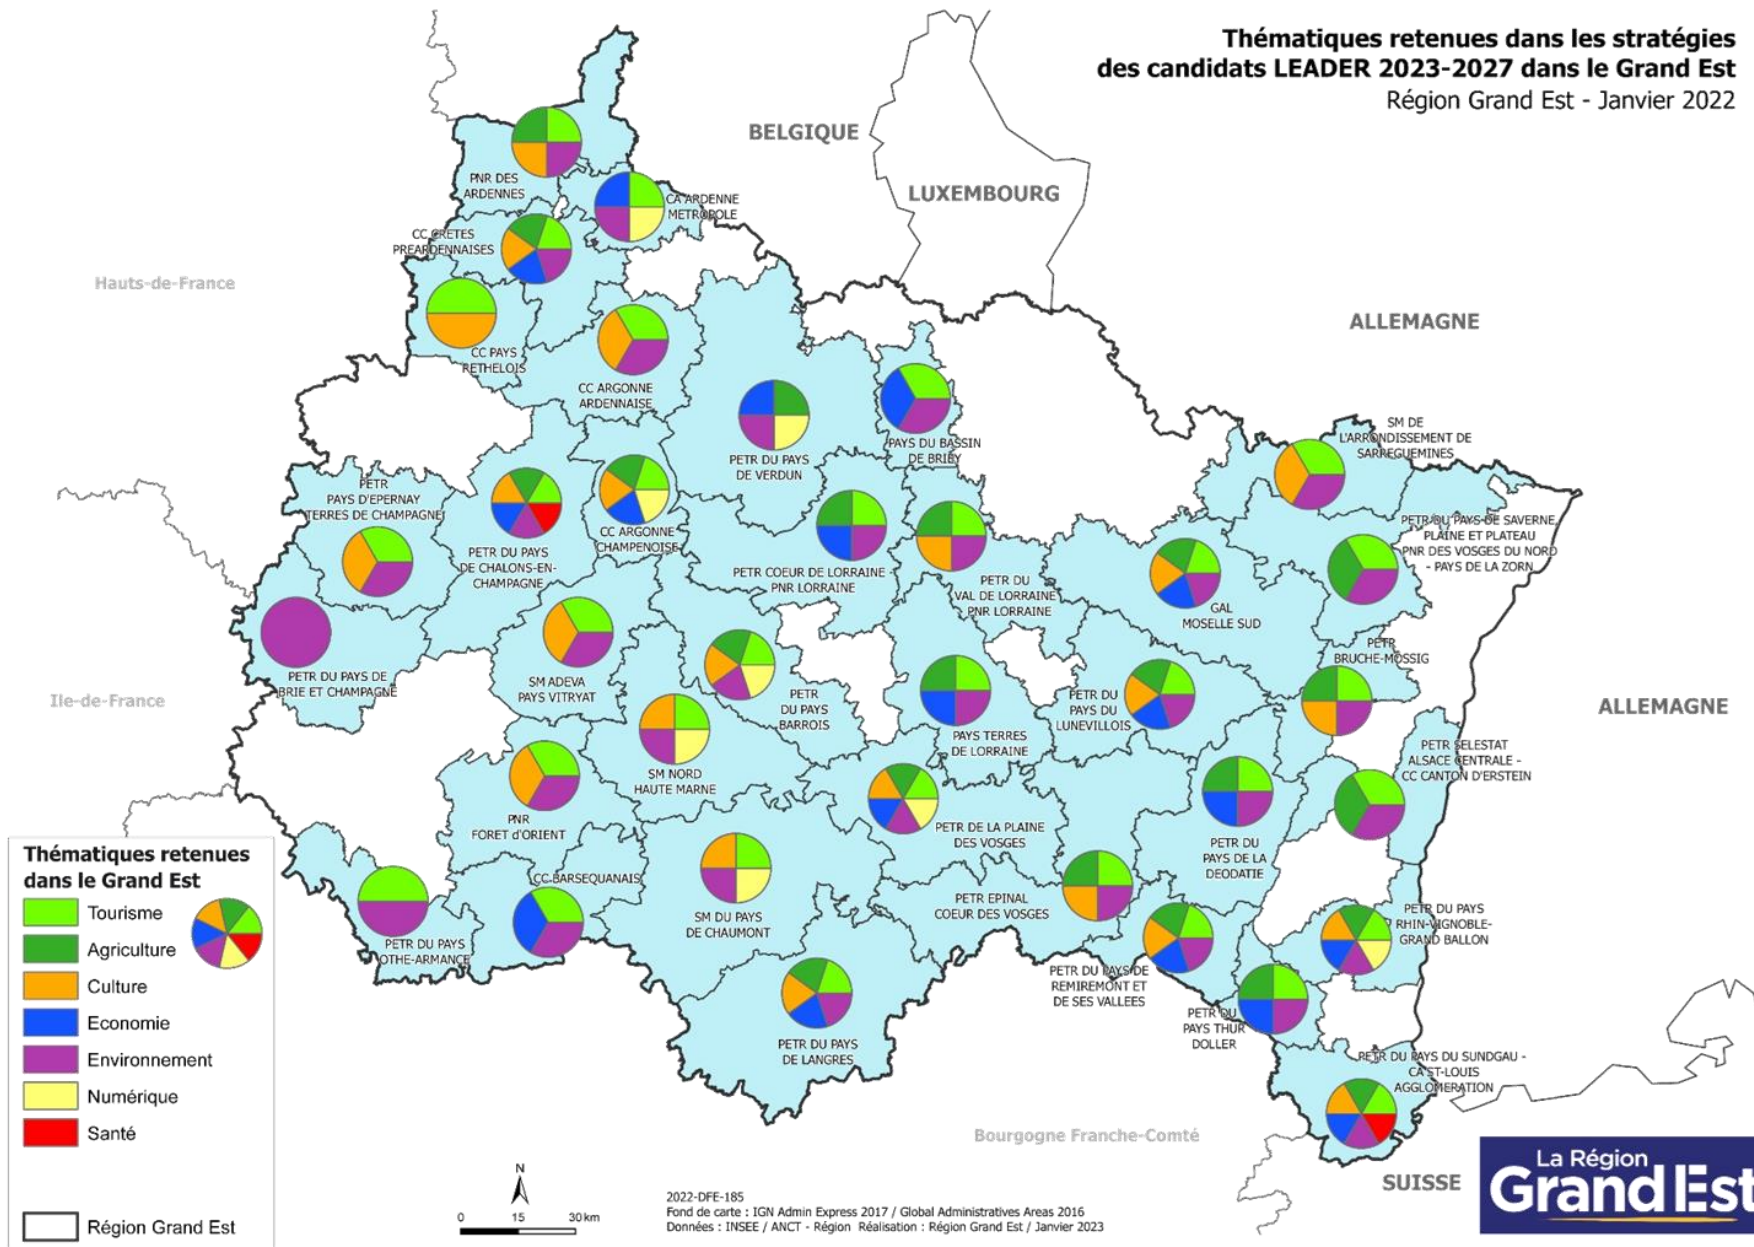 Thématiques retenues dans les stratégies
des candidats LEADER 2023-2027 dans le Grand Est
Région Grand Est - Janvier 2022
BELGIQUE
LUXEMBOURG
ALLEMAGNE
ALLEMAGNE
SUISSE
Hauts-de-France
Ile-de-France
Bourgogne Franche-Comté
PNR DES
ARDENNES
CA ARDENNE
METROPOLE
CC CRETES
PREARDENNAISES
CC PAYS
RETHELOIS
CC ARGONNE
ARDENNAISE
PETR DU PAYS
DE VERDUN
PAYS DU BASSIN
DE BRIEY
SM DE
L'ARRONDISSEMENT DE
SARREGUEMINES
PETR
PAYS D'EPERNAY
TERRES DE CHAMPAGNE
PETR DU PAYS
DE CHALONS-EN-
CHAMPAGNE
CC ARGONNE
CHAMPENOISE
PETR COEUR DE LORRAINE -
PNR LORRAINE
PETR DU
VAL DE LORRAINE
PNR LORRAINE
GAL
MOSELLE SUD
PETR DU PAYS DE SAVERNE
PLAINE ET PLATEAU
PNR DES VOSGES DU NORD
- PAYS DE LA ZORN
PETR DU PAYS DE
BRIE ET CHAMPAGNE
SM ADEVA
PAYS VITRYAT
PETR
DU PAYS
BARROIS
SM NORD
HAUTE MARNE
PAYS TERRES
DE LORRAINE
PETR DU
PAYS DU
LUNEVILLOIS
PETR
BRUCHE-MOSSIG
PETR SELESTAT
ALSACE CENTRALE -
CC CANTON D'ERSTEIN
PNR
FORET d'ORIENT
PETR DE LA PLAINE
DES VOSGES
PETR DU
PAYS DE LA
DEODATIE
CC BARSEQUANAIS
PETR DU PAYS
OTHE-ARMANCE
SM DU PAYS
DE CHAUMONT
PETR EPINAL
COEUR DES VOSGES
PETR DU PAYS
RHIN-VIGNOBLE-
GRAND BALLON
PETR DU PAYS DE
REMIREMONT ET
DE SES VALLEES
PETR DU
PAYS THUR
DOLLER
PETR DU PAYS
DE LANGRES
PETR DU PAYS DU SUNDGAU -
CA ST-LOUIS
AGGLOMERATION
Thématiques retenues
dans le Grand Est
Tourisme
Agriculture
Culture
Economie
Environnement
Numérique
Santé
Région Grand Est
N
0 15 30 km
2022-DFE-185
Fond de carte : IGN Admin Express 2017 / Global Administratives Areas 2016
Données : INSEE / ANCT - Région Réalisation : Région Grand Est / Janvier 2023
La Région
Grand Est